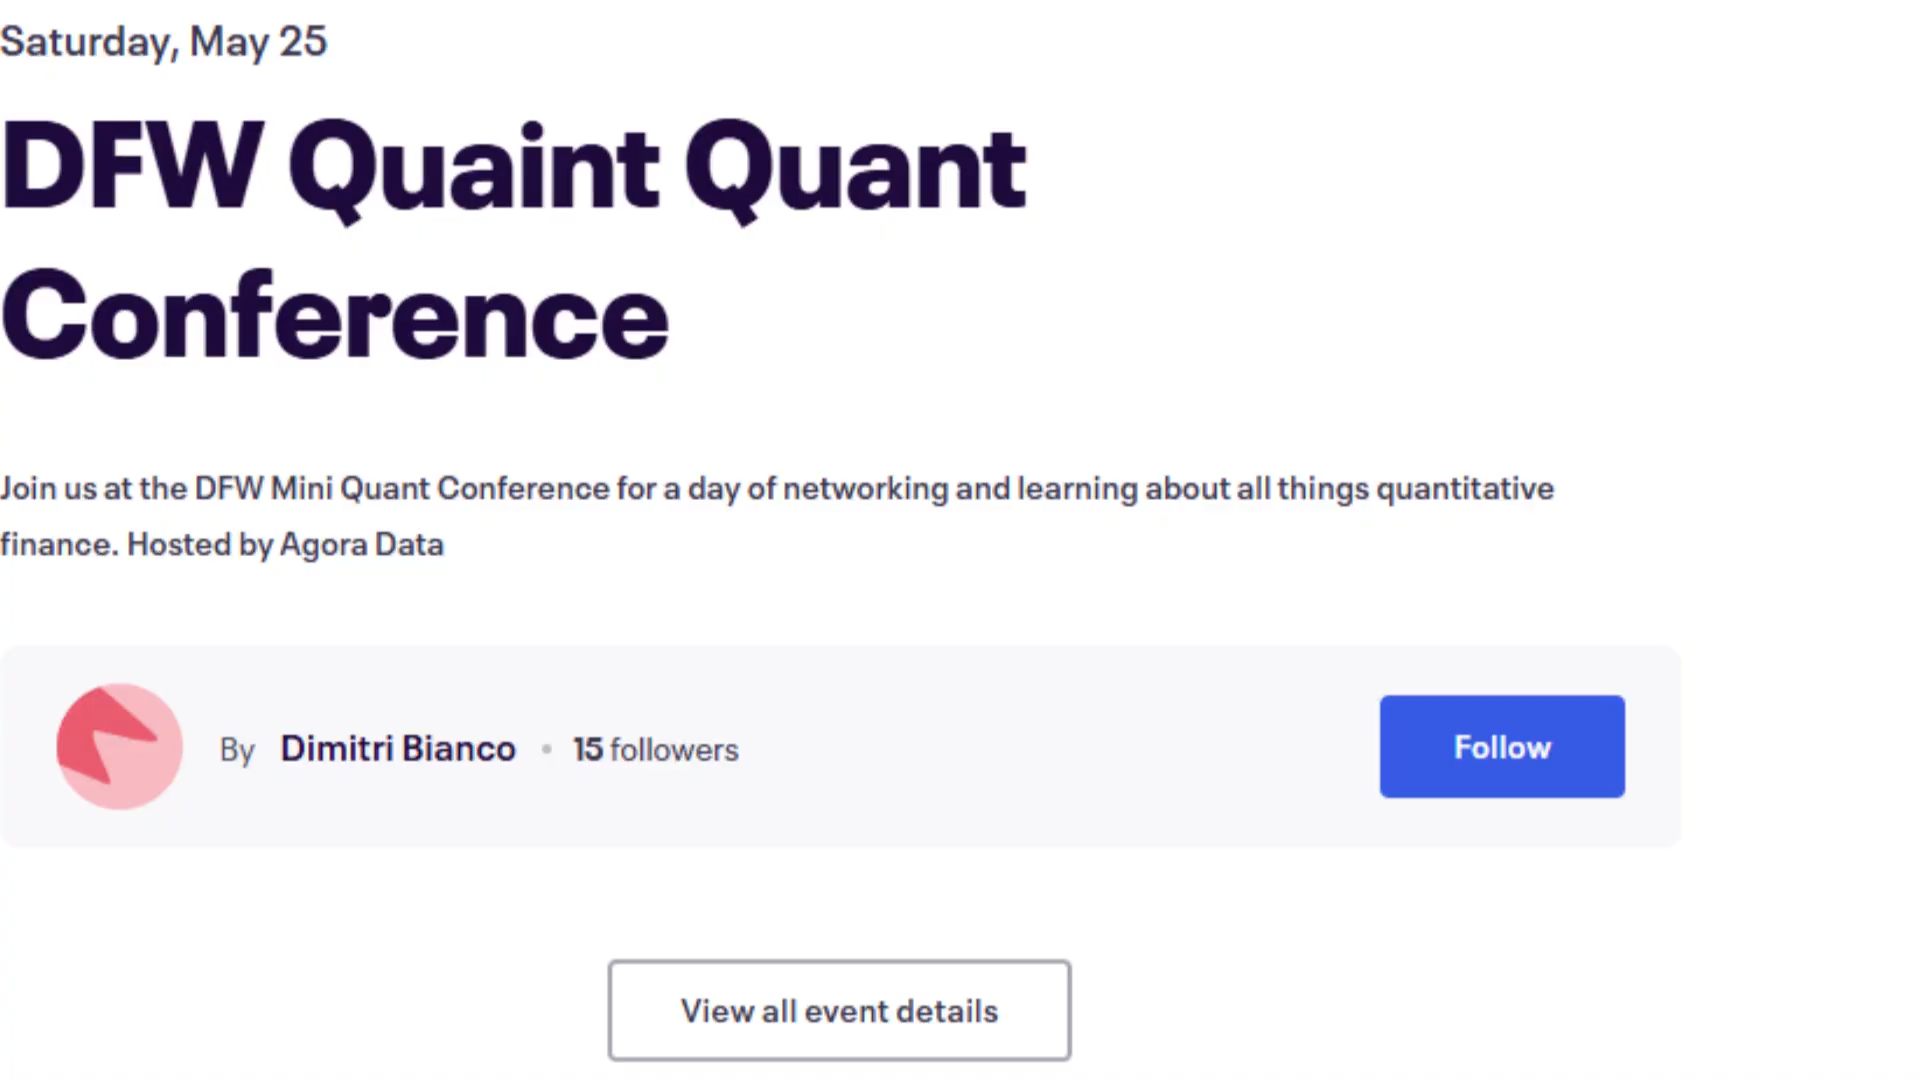 Saturday, May 25
DFW Quaint Quant
Conference
Join us at the DFW Mini Quant Conference for a day of networking and learning about all things quantitative
finance. Hosted by Agora Data
By Dimitri Bianco • 15 followers
Follow
View all event details